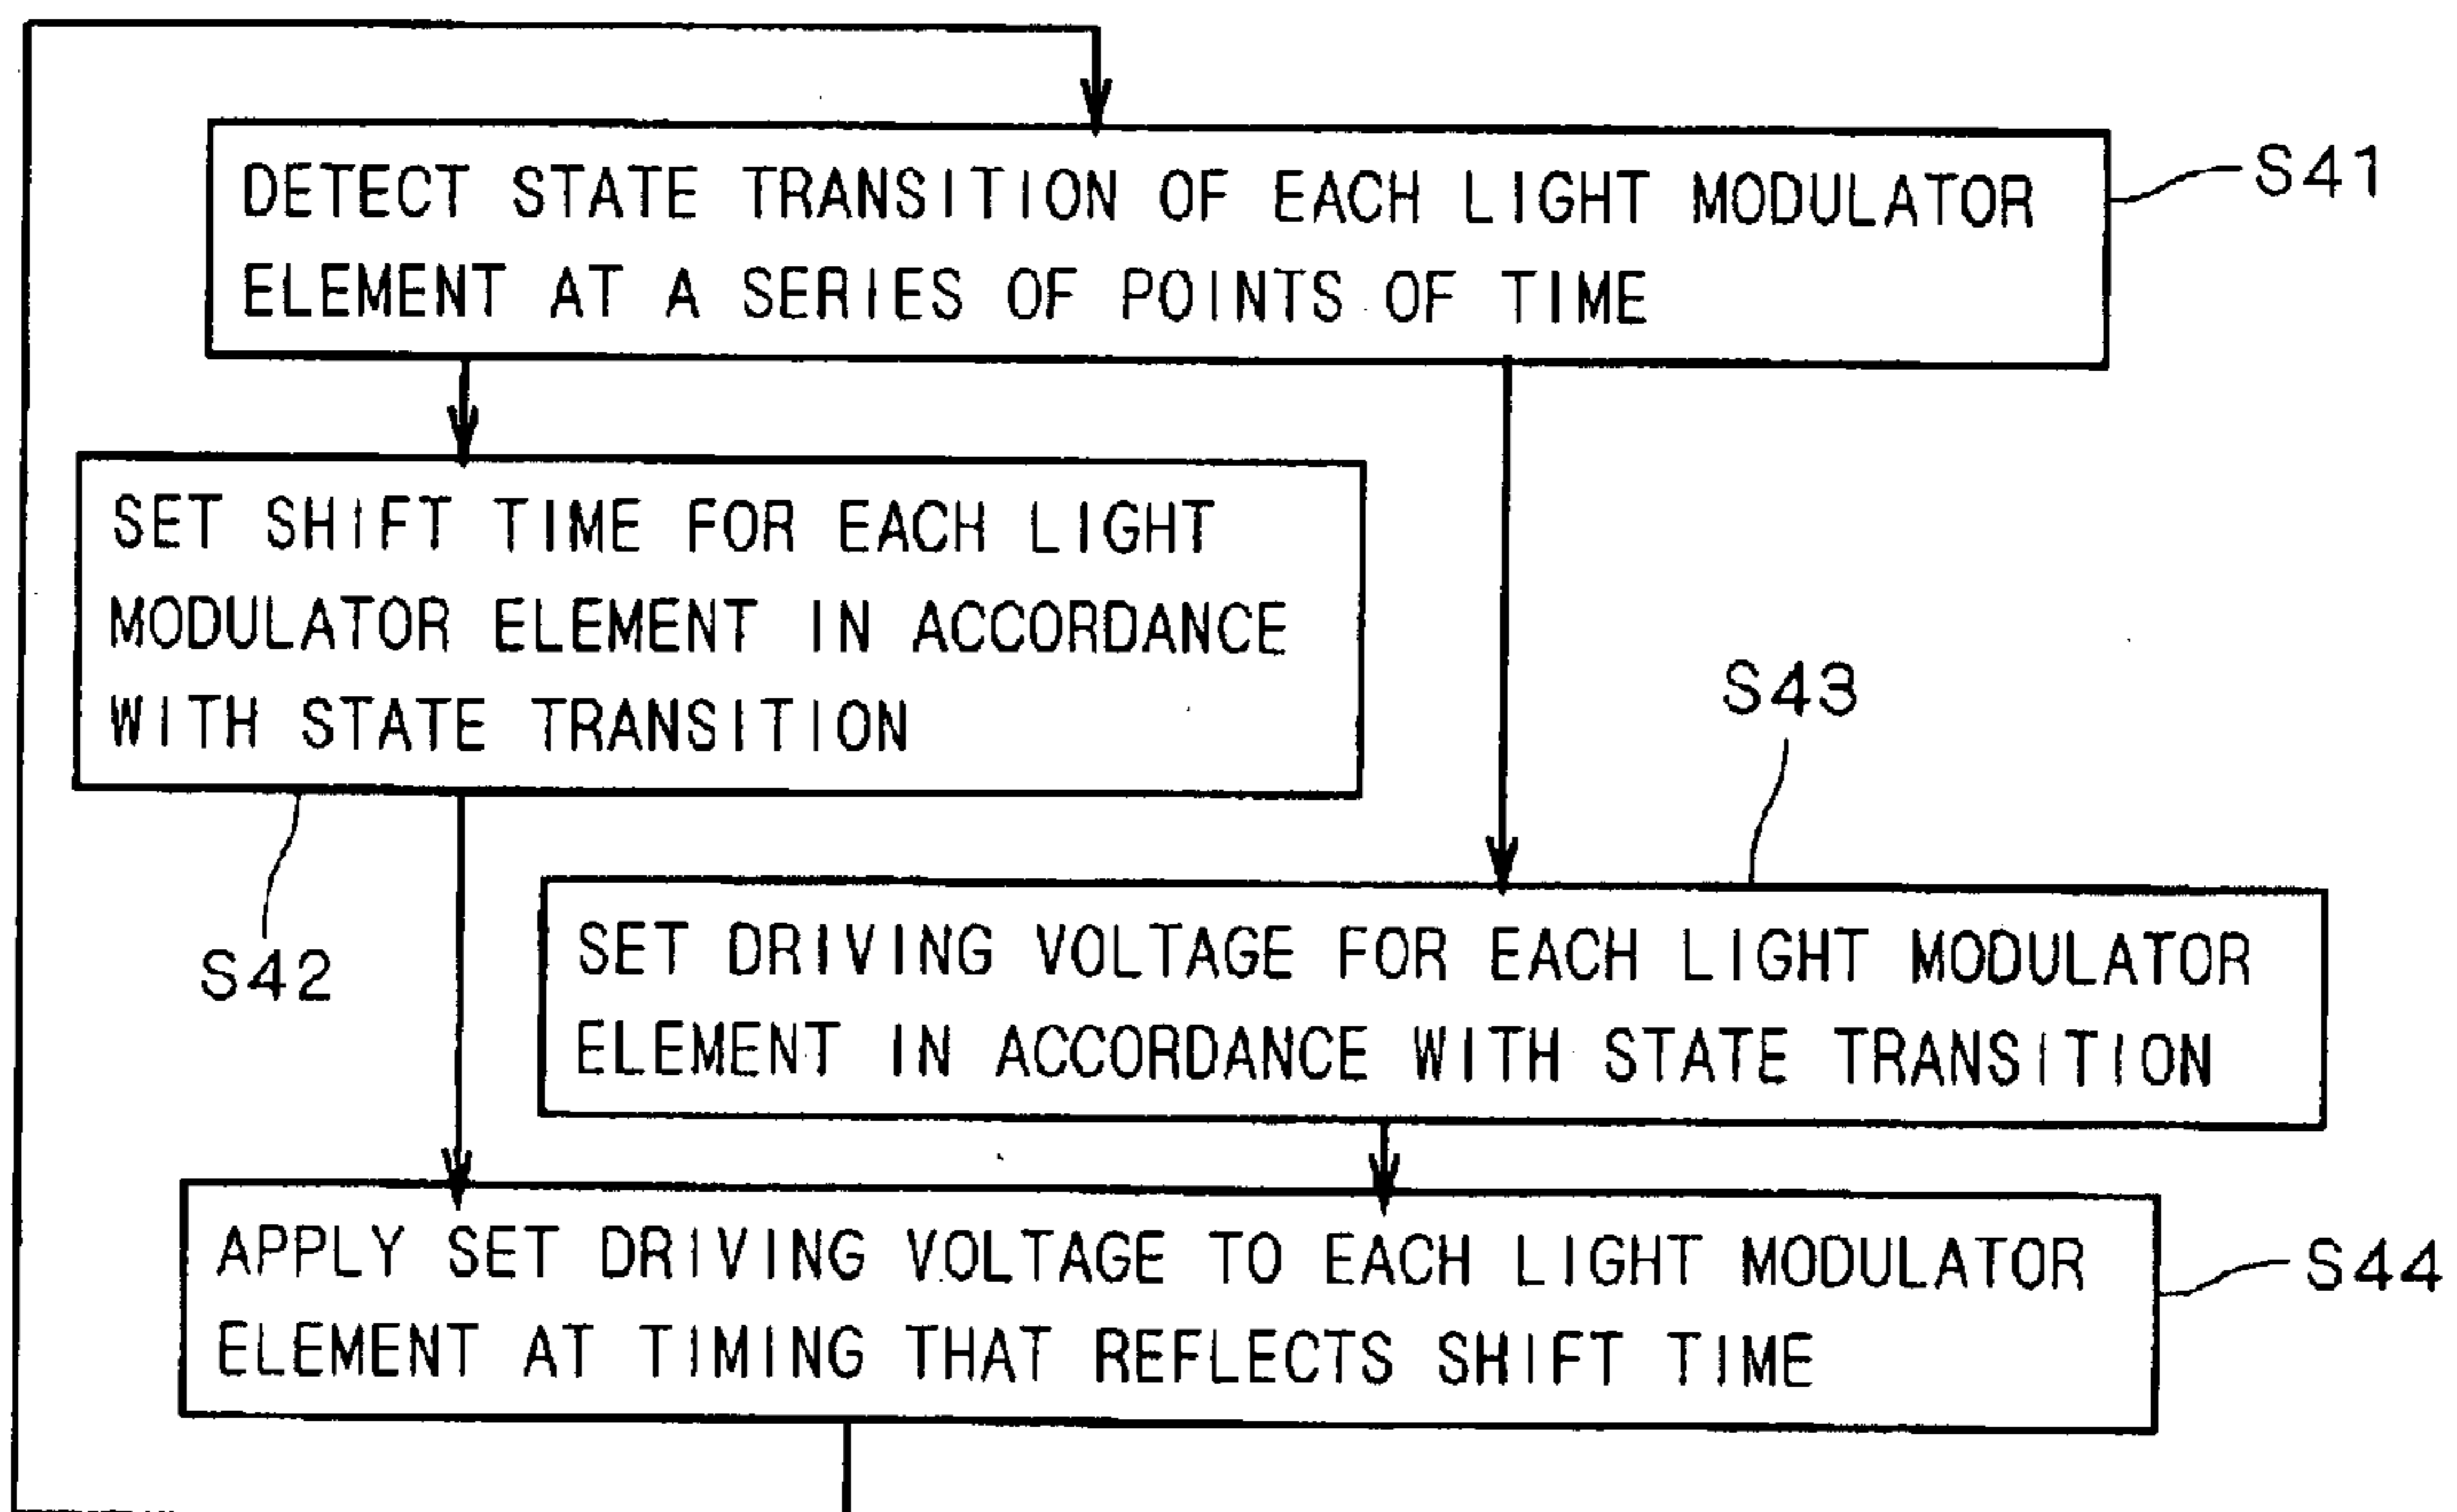 DETECT STATE TRANSITION OF EACH LIGHT MODULATOR
ELEMENT AT A SERIES OF POINTS OF TIME
S41
SET SHIFT TIME FOR EACH LIGHT
MODULATOR ELEMENT IN ACCORDANCE
WITH STATE TRANSITION
S42
S43
SET DRIVING VOLTAGE FOR EACH LIGHT MODULATOR
ELEMENT IN ACCORDANCE WITH STATE TRANSITION
APPLY SET DRIVING VOLTAGE TO EACH LIGHT MODULATOR
ELEMENT AT TIMING THAT REFLECTS SHIFT TIME
S44